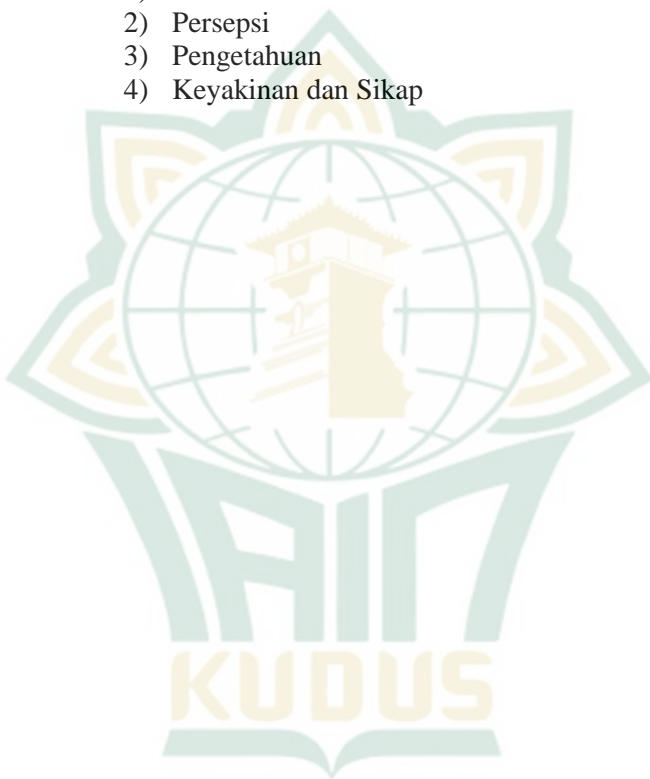 2) Persepsi
3) Pengetahuan
4) Keyakinan dan Sikap
IAIN
KUDUS